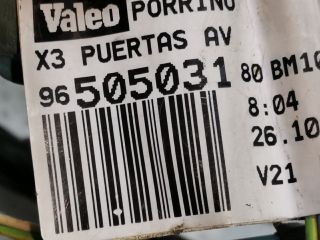 Valeo PORRINO
X3 PUERTAS AV
96 505031 80 BM10
8:04
26.10
V21